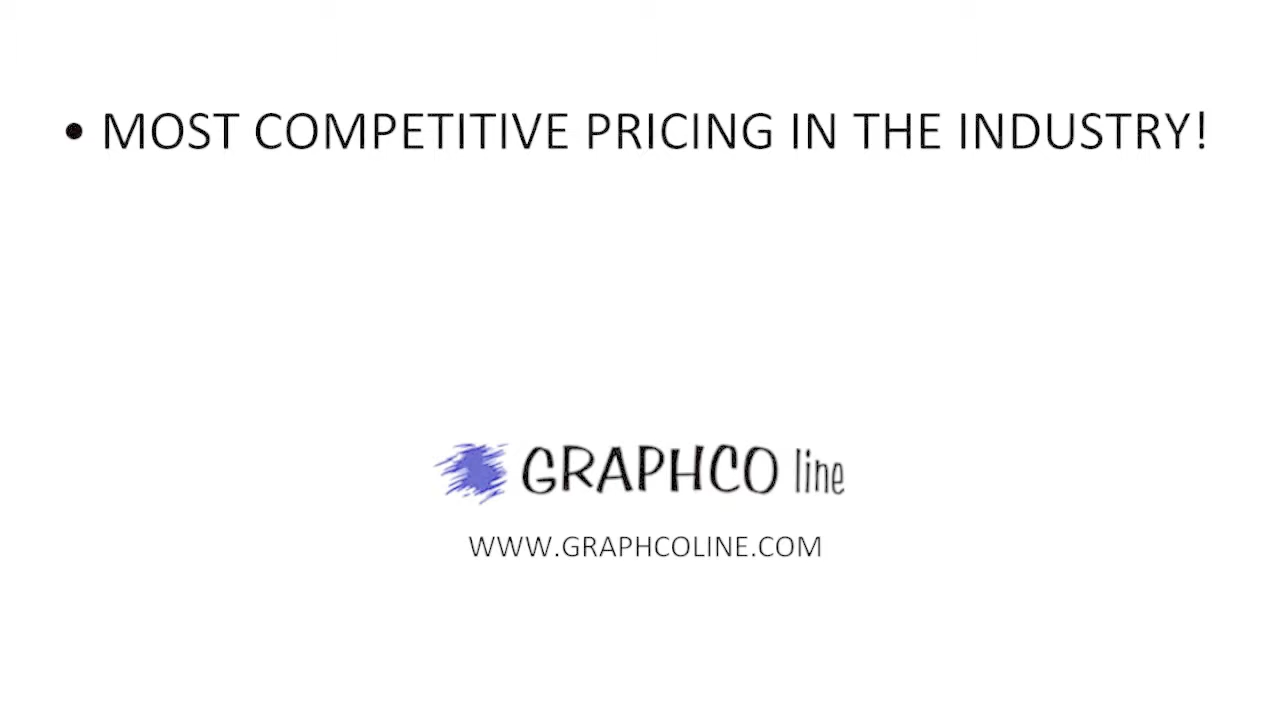 • MOST COMPETITIVE PRICING IN THE INDUSTRY!
GRAPHCO line
WWW.GRAPHCOLINE.COM